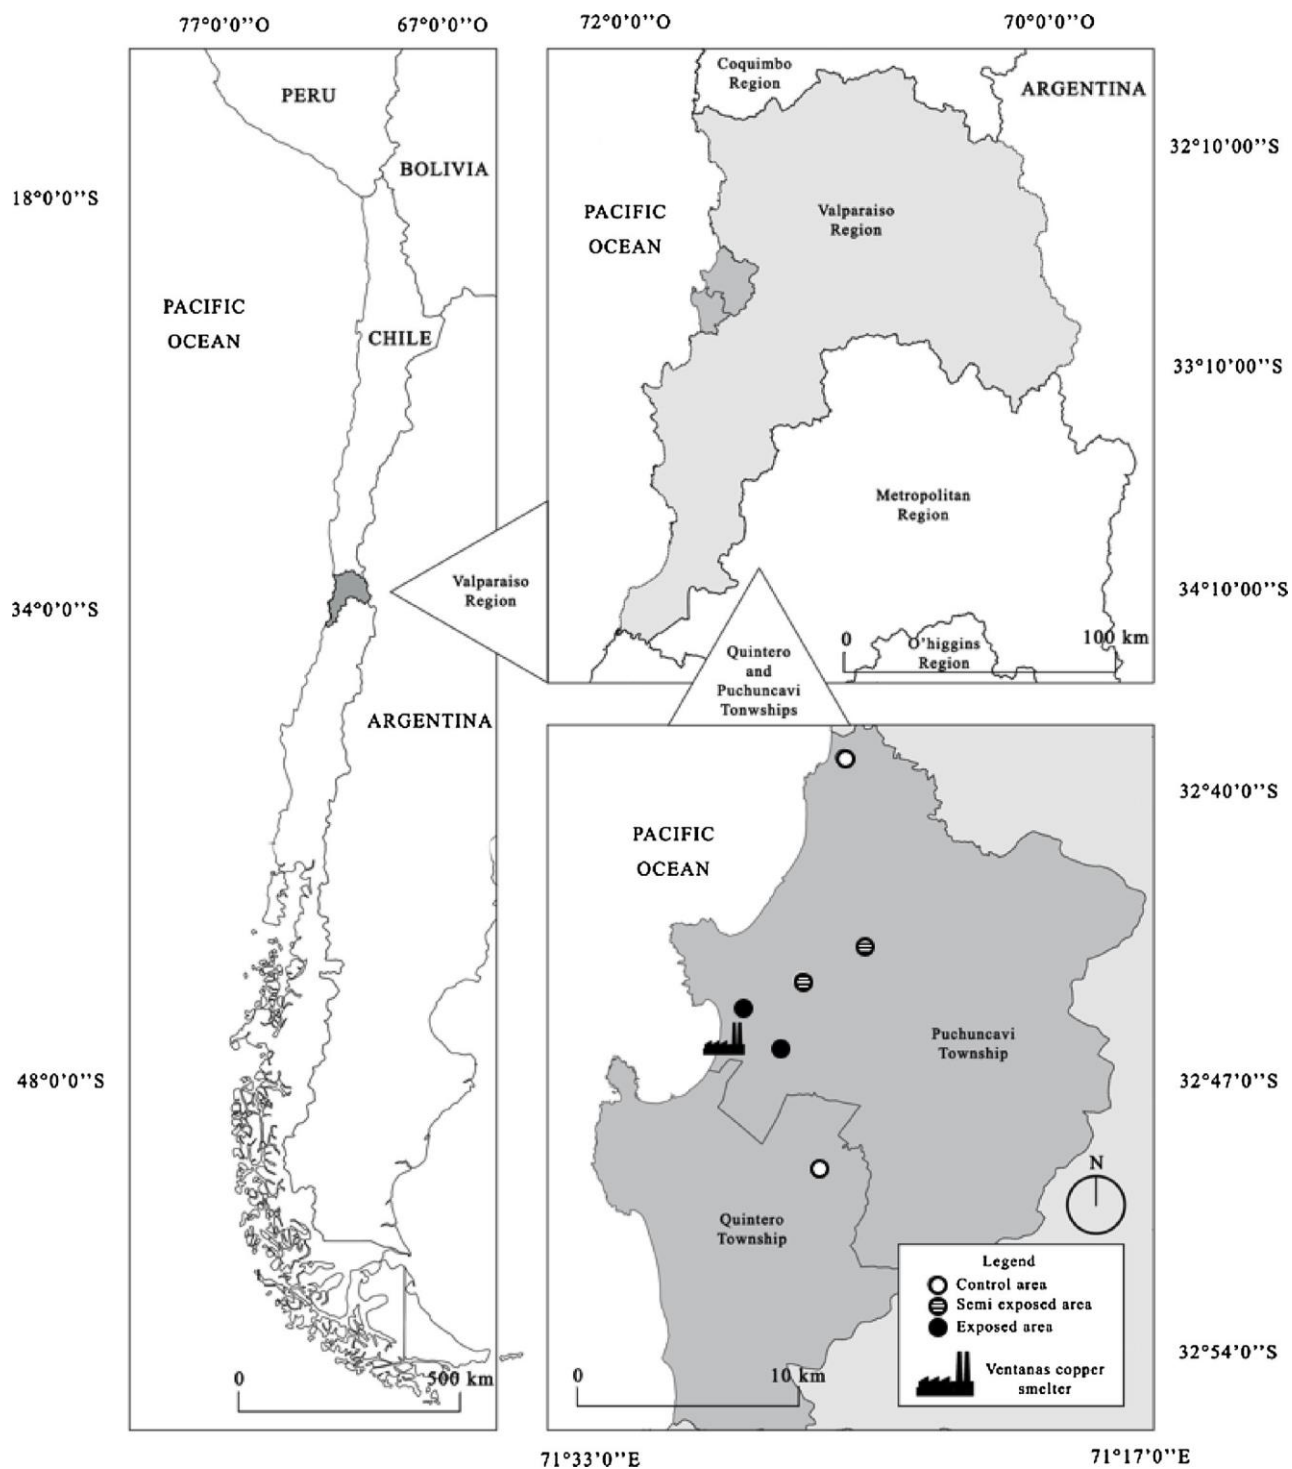 77°0'0''O
67°0'0''O
72°0'0''O
70°0'0''O
PERU
BOLIVIA
18°0'0''S
PACIFIC
OCEAN
CHILE
34°0'0''S
Valparaiso
Region
ARGENTINA
48°0'0''S
0
500 km
Coquimbo
Region
ARGENTINA
32°10'00''S
PACIFIC
OCEAN
Valparaiso
Region
33°10'00''S
Metropolitan
Region
34°10'00''S
0
100 km
O'higgins
Region
Quintero
and
Puchuncavi
Tonwships
32°40'0''S
PACIFIC
OCEAN
Puchuncavi
Township
32°47'0''S
N
Quintero
Township
Legend
Control area
Semi exposed area
Exposed area
Ventanas copper
smelter
32°54'0''S
0
10 km
71°33'0''E
71°17'0''E